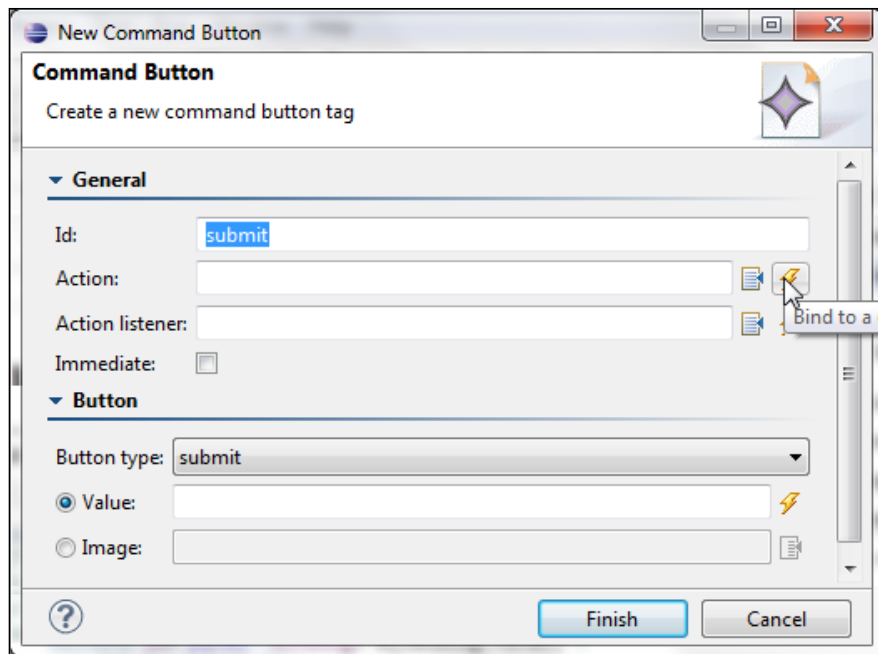 New Command Button
Command Button
Create a new command button tag
General
Id: submit
Action:
Action listener:
Bind to a
Immediate:
Button
Button type: submit
Value:
Image:
Finish Cancel